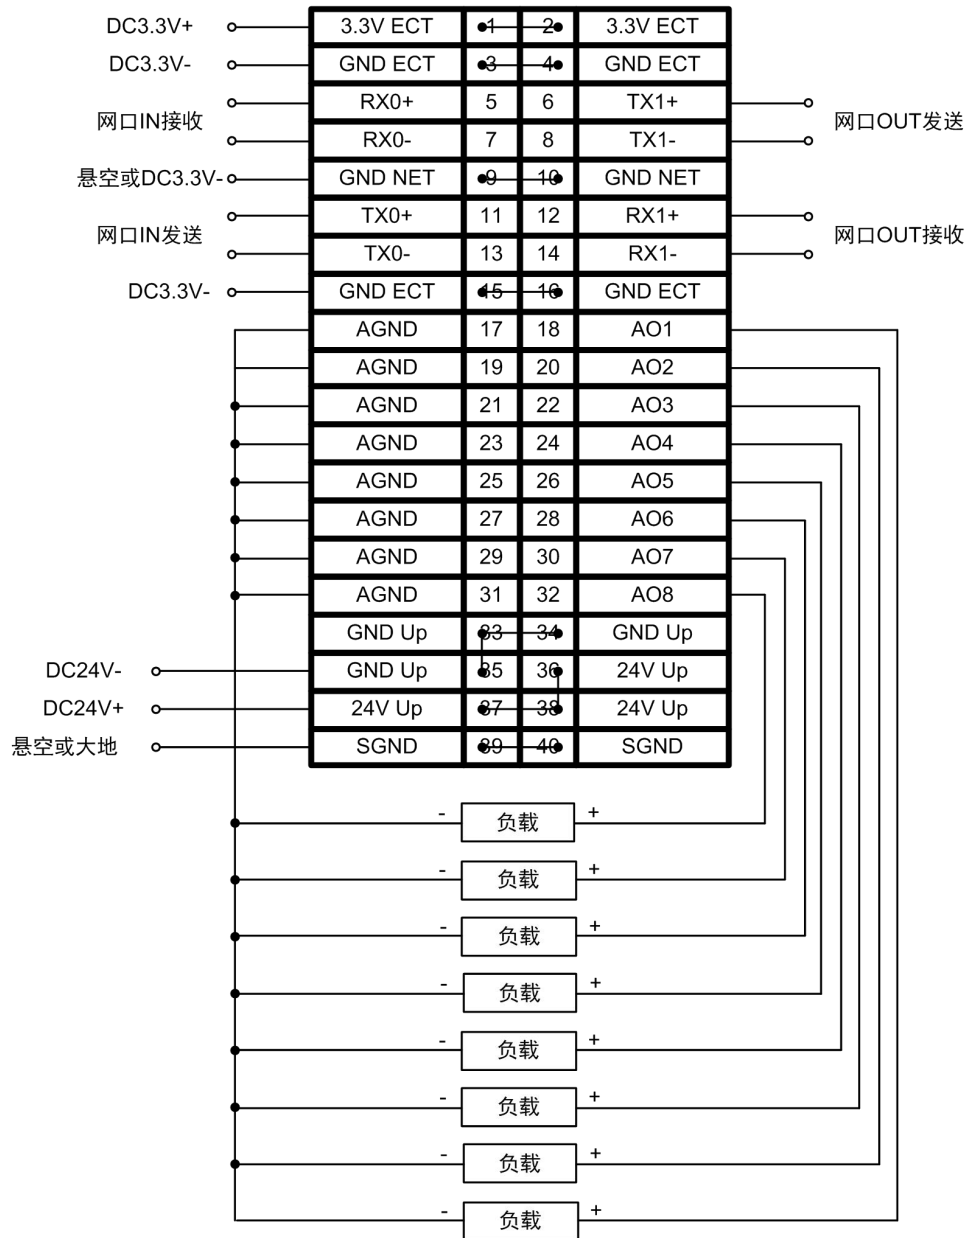 DC3.3V+ 3.3V ECT 1 2 3.3V ECT
DC3.3V- GND ECT 3 4 GND ECT
RX0+ 5 6 TX1+
网口IN接收 网口OUT发送
RX0- 7 8 TX1-
悬空或DC3.3V- GND NET 9 10 GND NET
TX0+ 11 12 RX1+
网口IN发送 网口OUT接收
TX0- 13 14 RX1-
DC3.3V- GND ECT 15 16 GND ECT
AGND 17 18 AO1
AGND 19 20 AO2
AGND 21 22 AO3
AGND 23 24 AO4
AGND 25 26 AO5
AGND 27 28 AO6
AGND 29 30 AO7
AGND 31 32 AO8
GND Up 33 34 GND Up
DC24V- GND Up 35 36 24V Up
DC24V+ 24V Up 37 38 24V Up
悬空或大地 SGND 39 40 SGND
- 负载 +
- 负载 +
- 负载 +
- 负载 +
- 负载 +
- 负载 +
- 负载 +
- 负载 +